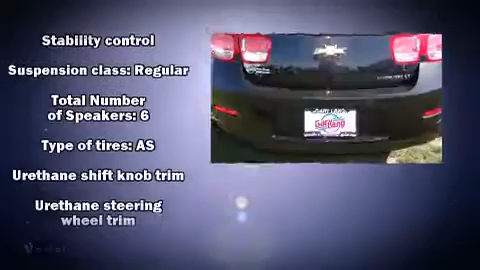 Stability control
Suspension class: Regular
Total Number
of Speakers: 6
Type of tires: AS
Urethane shift knob trim
Urethane steering
wheel trim